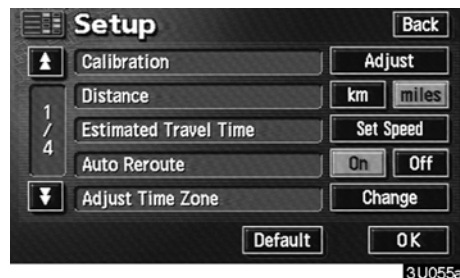 Setup Back
Calibration Adjust
Distance km miles
1
/
4
Estimated Travel Time Set Speed
Auto Reroute On Off
Adjust Time Zone Change
Default OK
3U055a